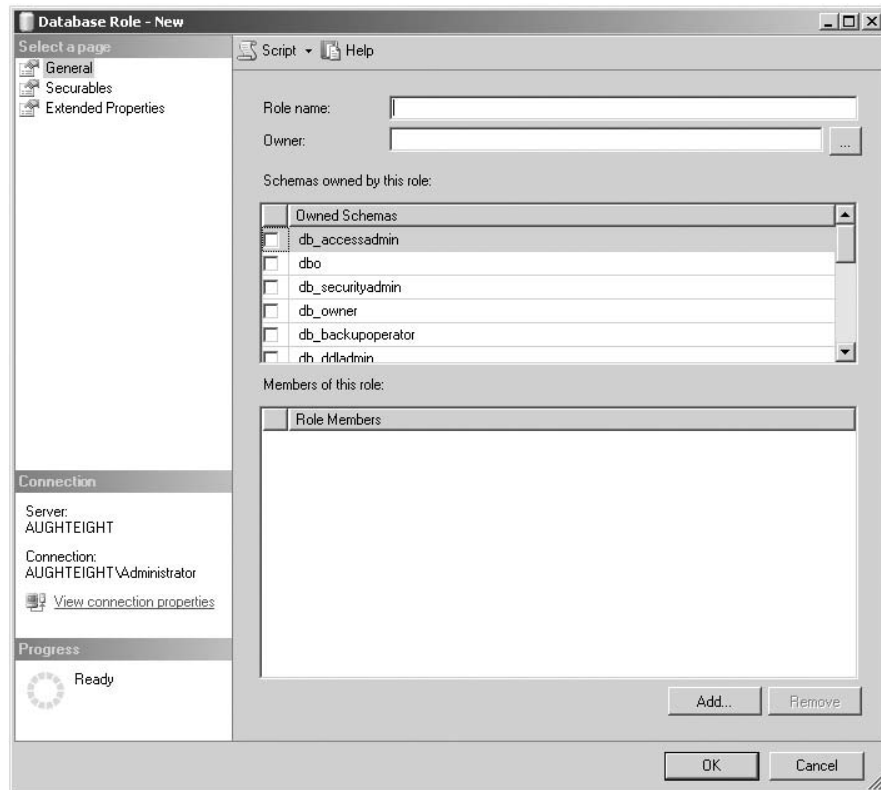 Database Role - New
Select a page
General
Securables
Extended Properties
Script
Help
Role name:
Owner:
...
Schemas owned by this role:
Owned Schemas
db_accessadmin
dbo
db_securityadmin
db_owner
db_backupoperator
db_ddladmin
Members of this role:
Role Members
Connection
Server:
AUGHTEIGHT
Connection:
AUGHTEIGHT\Administrator
View connection properties
Progress
Ready
Add...
Remove
OK
Cancel